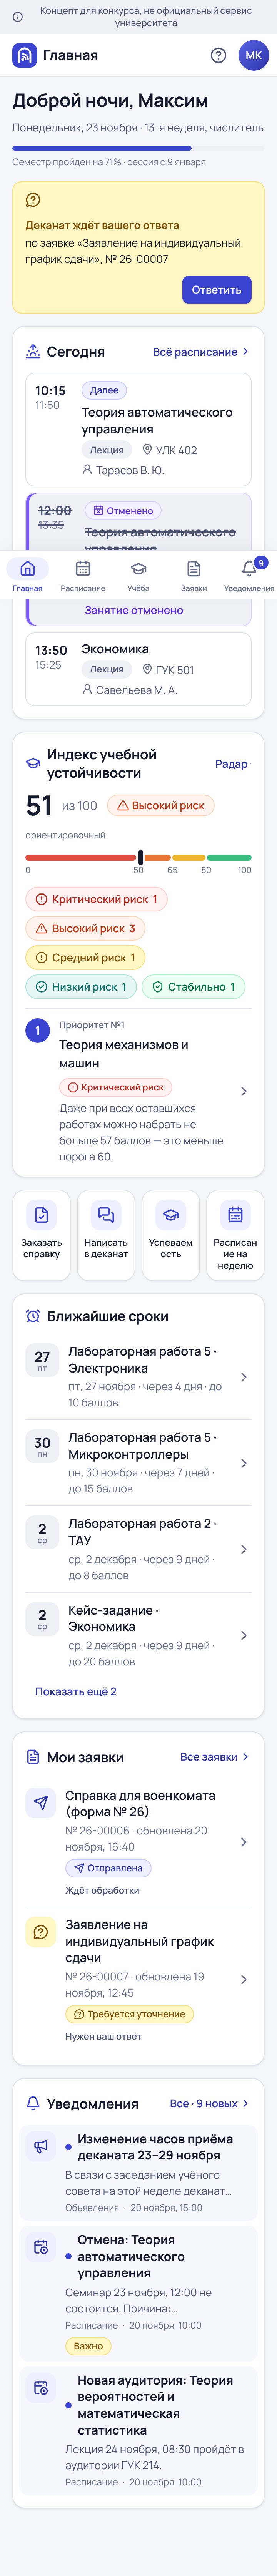 Концепт для конкурса, не официальный сервис
университета
Главная
МК
Доброй ночи, Максим
Понедельник, 23 ноября · 13-я неделя, числитель
Семестр пройден на 71% · сессия с 9 января
Деканат ждёт вашего ответа
по заявке «Заявление на индивидуальный
график сдачи», № 26-00007
Ответить
Сегодня
Всё расписание
10:15
11:50
Далее
Теория автоматического
управления
Лекция
УЛК 402
Тарасов В. Ю.
12:00
13:35
Отменено
Теория автоматического
управления
Главная
Расписание
Учёба
Заявки
9
Уведомления
Занятие отменено
13:50
15:25
Экономика
Лекция
ГУК 501
Савельева М. А.
Индекс учебной
устойчивости
Радар
51 из 100
Высокий риск
ориентировочный
0 50 65 80 100
Критический риск 1
Высокий риск 3
Средний риск 1
Низкий риск 1
Стабильно 1
1
Приоритет №1
Теория механизмов и
машин
Критический риск
Даже при всех оставшихся
работах можно набрать не
больше 57 баллов — это меньше
порога 60.
Заказать
справку
Написать
в деканат
Успеваем
ость
Расписан
ие на
неделю
Ближайшие сроки
27
пт
Лабораторная работа 5 ·
Электроника
пт, 27 ноября · через 4 дня · до
10 баллов
30
пн
Лабораторная работа 5 ·
Микроконтроллеры
пн, 30 ноября · через 7 дней ·
до 15 баллов
2
ср
Лабораторная работа 2 ·
ТАУ
ср, 2 декабря · через 9 дней ·
до 8 баллов
2
ср
Кейс-задание ·
Экономика
ср, 2 декабря · через 9 дней ·
до 20 баллов
Показать ещё 2
Мои заявки
Все заявки
Справка для военкомата
(форма № 26)
№ 26-00006 · обновлена 20
ноября, 16:40
Отправлена
Ждёт обработки
Заявление на
индивидуальный график
сдачи
№ 26-00007 · обновлена 19
ноября, 12:45
Требуется уточнение
Нужен ваш ответ
Уведомления
Все · 9 новых
Изменение часов приёма
деканата 23–29 ноября
В связи с заседанием учёного
совета на этой неделе деканат…
Объявления · 20 ноября, 15:00
Отмена: Теория
автоматического
управления
Семинар 23 ноября, 12:00 не
состоится. Причина:…
Расписание · 20 ноября, 10:00
Важно
Новая аудитория: Теория
вероятностей и
математическая
статистика
Лекция 24 ноября, 08:30 пройдёт в
аудитории ГУК 214.
Расписание · 20 ноября, 10:00